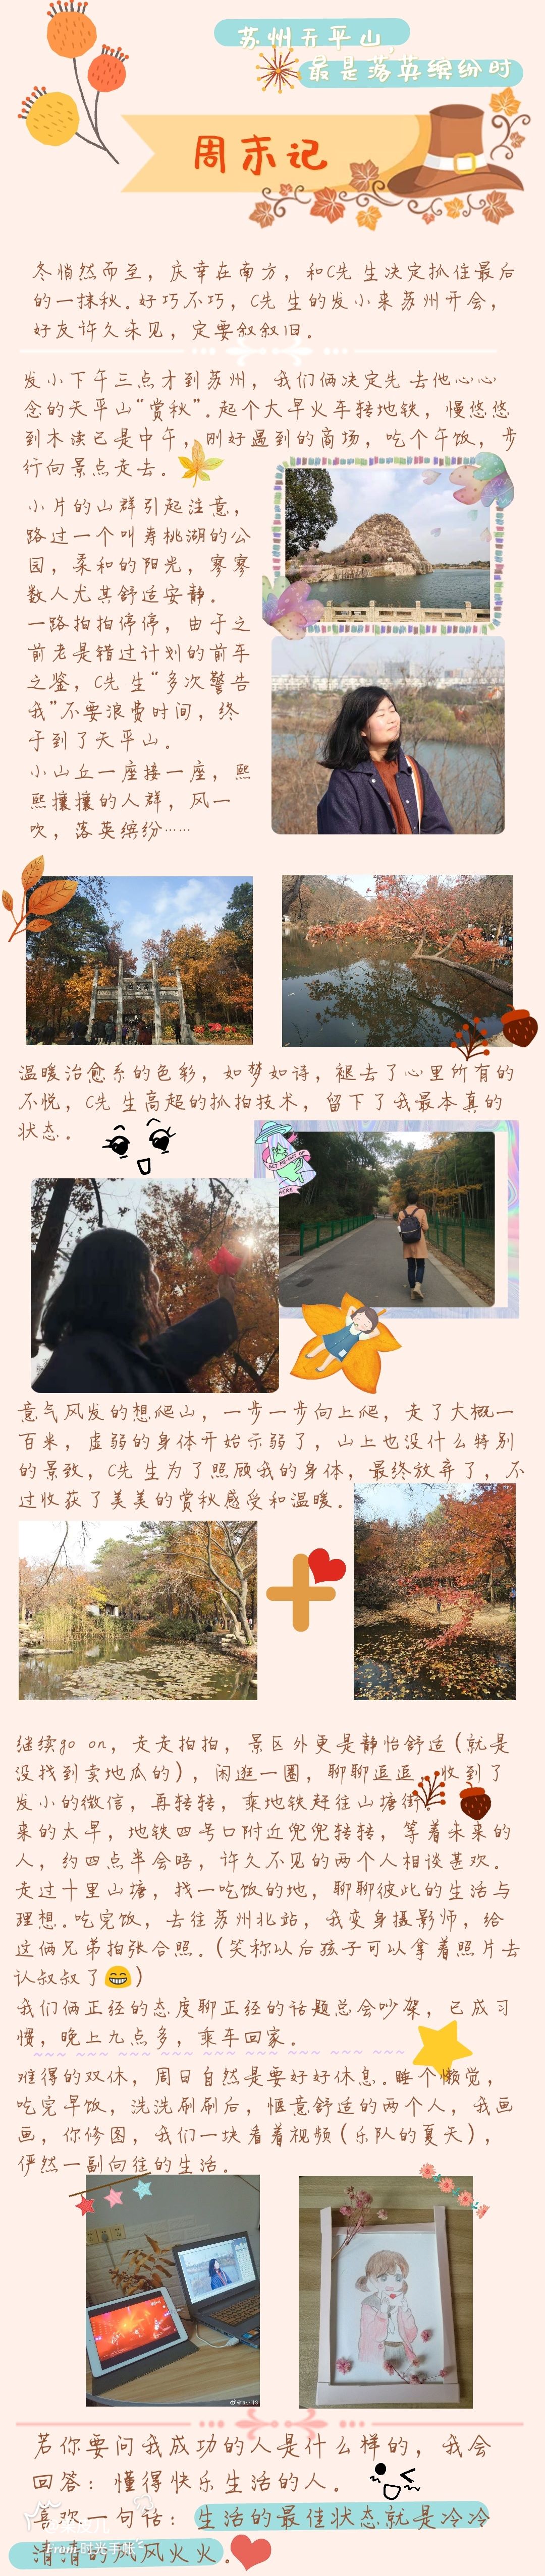 苏州天平山，
最是落英缤纷时
周末记
冬悄然而至，庆幸在南方，和C先生决定抓住最后
的一抹秋。好巧不巧，C先生的发小来苏州开会，
好友许久未见，定要叙叙旧。
发小下午三点才到苏州，我们俩决定先去他心心
念的天平山“赏秋”。起个大早火车转地铁，慢悠悠
到木渎已是中午，刚好遇到的商场，吃个午饭，步
行向景点走去。
小片的山群引起注意，
路过一个叫寿桃湖的公
园，柔和的阳光，寥寥
数人尤其舒适安静。
一路拍拍停停，由于之
前老是错过计划的前车
之鉴，C先生“多次警告
我”不要浪费时间，终
于到了天平山。
小山丘一座接一座，熙
熙攘攘的人群，风一
吹，落英缤纷……
温暖治愈系的色彩，如梦如诗，褪去了心里所有的
不悦，C先生高超的抓拍技术，留下了我最本真的
状态。
GET ME OUT OF
HERE
意气风发的想爬山，一步一步向上爬，走了大概一
百米，虚弱的身体开始示弱了，山上也没什么特别
的景致，C先生为了照顾我的身体，最终放弃了，不
过收获了美美的赏秋感受和温暖。
继续go on，走走拍拍，景区外更是静怡舒适（就是
没找到卖地瓜的），闲逛一圈，聊聊逗逗，收到了
发小的微信，再转转，乘地铁赶往山塘街。
来的太早，地铁四号口附近兜兜转转，等着未来的
人，约四点半会晤，许久不见的两个人相谈甚欢。
走过十里山塘，找一吃饭的地，聊聊彼此的生活与
理想。吃完饭，去往苏州北站，我变身摄影师，给
这俩兄弟拍张合照。（笑称以后孩子可以拿着照片去
认叔叔了😁）
我们俩正经的态度聊正经的话题总会吵架，已成习
惯，晚上九点多，乘车回家。
难得的双休，周日自然是要好好休息。睡个懒觉，
吃完早饭，洗洗刷刷后，惬意舒适的两个人，我画
画，你修图，我们一块看着视频（乐队的夏天），
俨然一副向往的生活。
若你要问我成功的人是什么样的，我会
回答：懂得快乐生活的人。
喜欢一句话：生活的最佳状态就是冷冷
清清的风风火火。
From 时光手帐